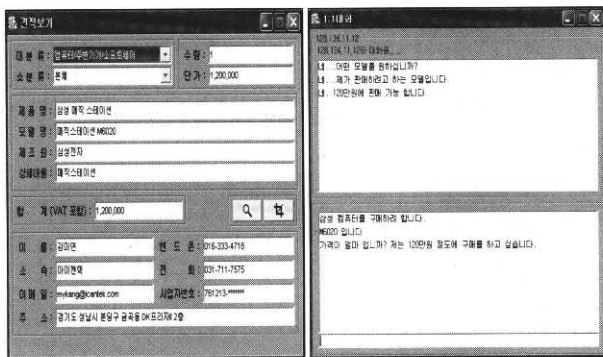 견적보기
대 분 류 : 컴퓨터/주변기기/소프트웨어
수 량 : 1
소 분 류 : 본체
단 가 : 1,200,000
제 품 명 : 삼성 매직 스테이션
모 델 명 : 매직스테이션 M6020
제 조 원 : 삼성전자
상세내용 : 매직스테이션
합 계 (VAT 포함) : 1,200,000
이 름 : 김미연
핸 드 폰 : 016-333-4718
소 속 : 아이캔텍
전 화 : 031-711-7575
이 메 일 : mykang@icantek.com
사업자번호 : 761213-*******
주 소 : 경기도 성남시 분당구 금곡동 DK프라자 2층
1:1대화
128.134.11.12
네...어떤 모델을 원하십니까?
네...제가 판매하려고 하는 모델입니다.
네. 120만원에 판매 가능 합니다.
삼성 컴퓨터를 구매하려 합니다.
M6020 입니다
가격이 얼마 입니까? 저는 120만원 정도에 구매를 하고 싶습니다.